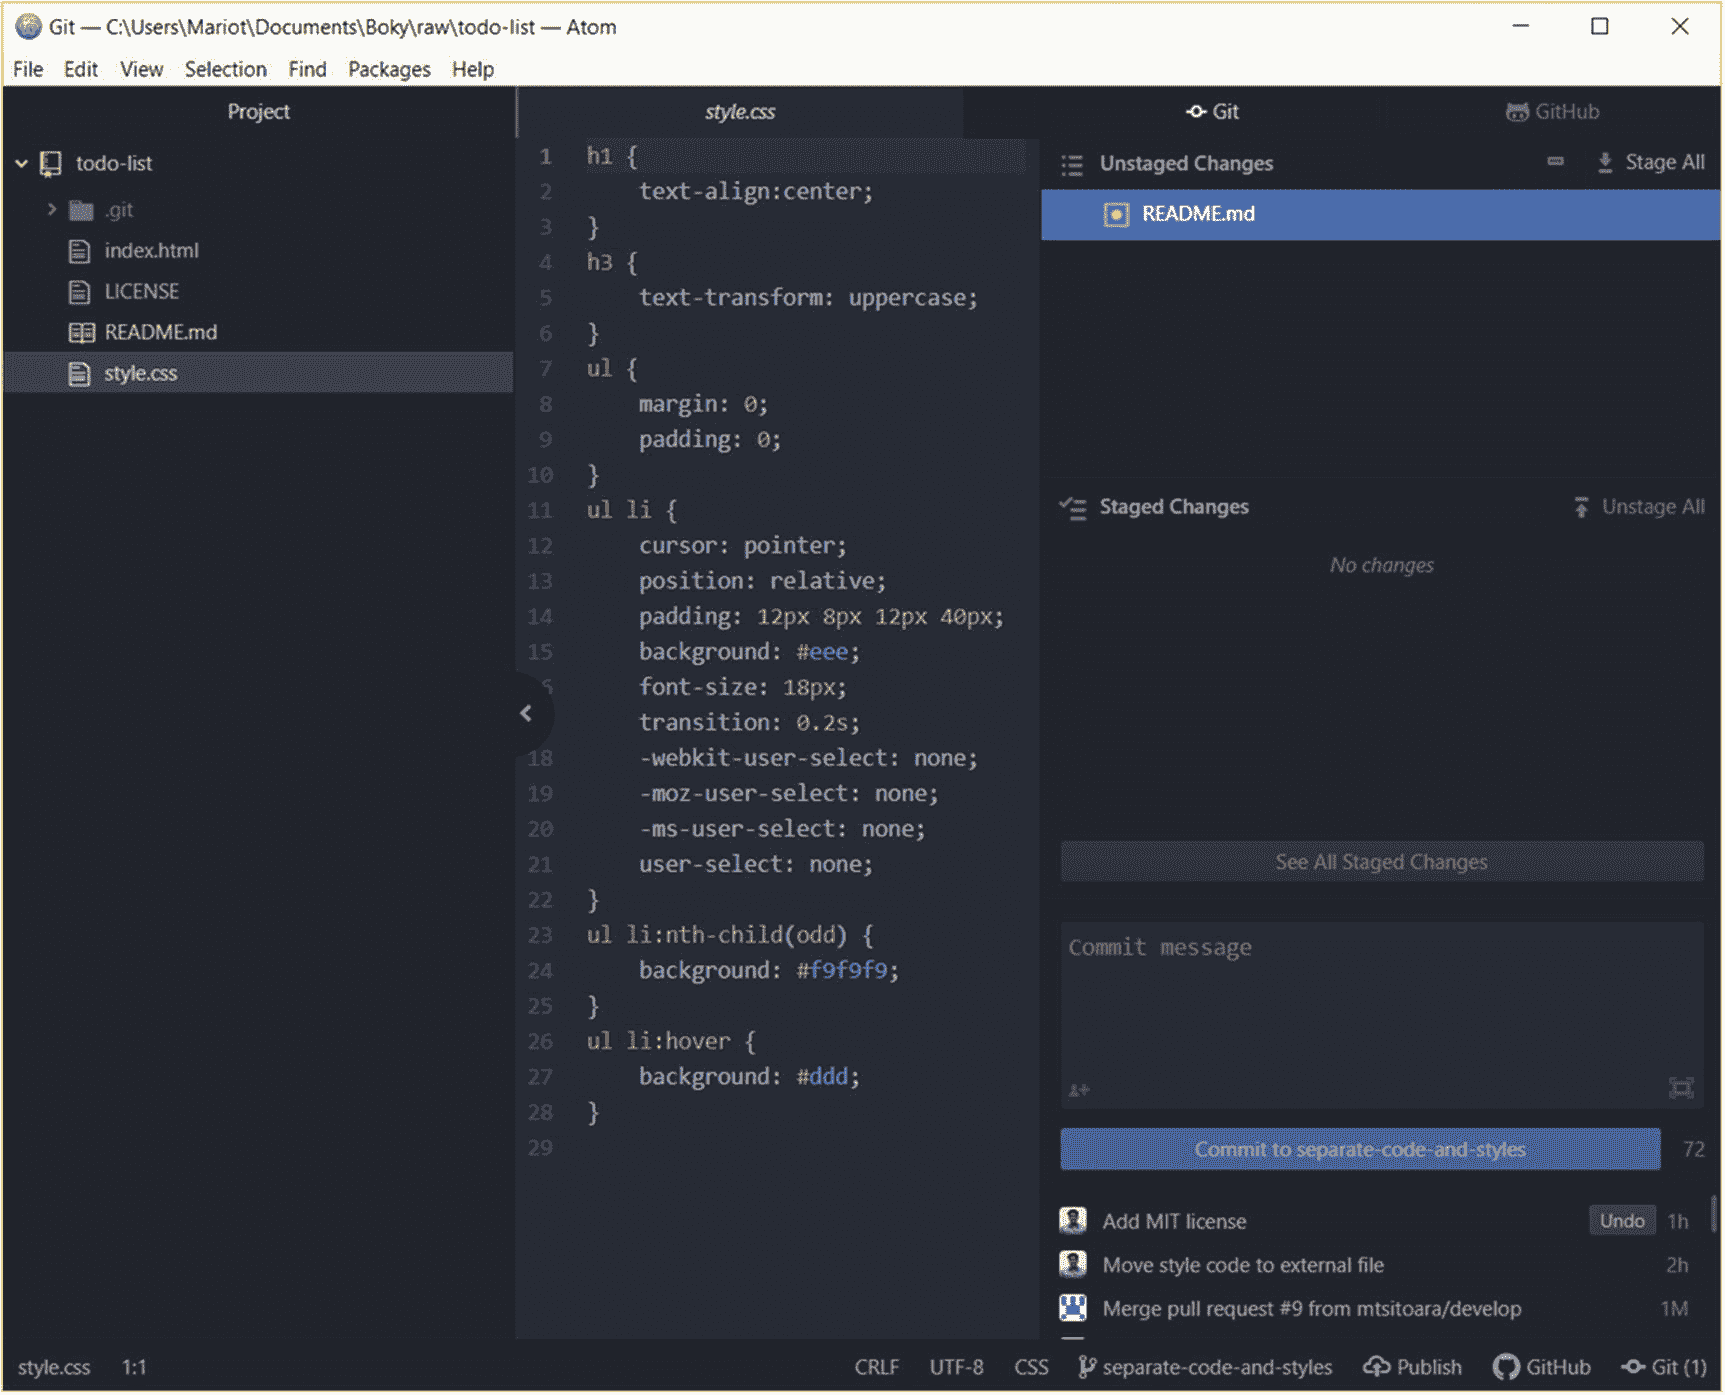 Git — C:\Users\Mariot\Documents\Boky\raw\todo-list — Atom
File Edit View Selection Find Packages Help
Project
todo-list
.git
index.html
LICENSE
README.md
style.css
style.css
1 h1 {
2 text-align:center;
3 }
4 h3 {
5 text-transform: uppercase;
6 }
7 ul {
8 margin: 0;
9 padding: 0;
10 }
11 ul li {
12 cursor: pointer;
13 position: relative;
14 padding: 12px 8px 12px 40px;
15 background: #eee;
6 font-size: 18px;
transition: 0.2s;
18 -webkit-user-select: none;
19 -moz-user-select: none;
20 -ms-user-select: none;
21 user-select: none;
22 }
23 ul li:nth-child(odd) {
24 background: #f9f9f9;
25 }
26 ul li:hover {
27 background: #ddd;
28 }
29
Git GitHub
Unstaged Changes Stage All
README.md
Staged Changes Unstage All
No changes
See All Staged Changes
Commit message
Commit to separate-code-and-styles 72
Add MIT license Undo 1h
Move style code to external file 2h
Merge pull request #9 from mtsitoara/develop 1M
style.css 1:1 CRLF UTF-8 CSS separate-code-and-styles Publish GitHub Git (1)